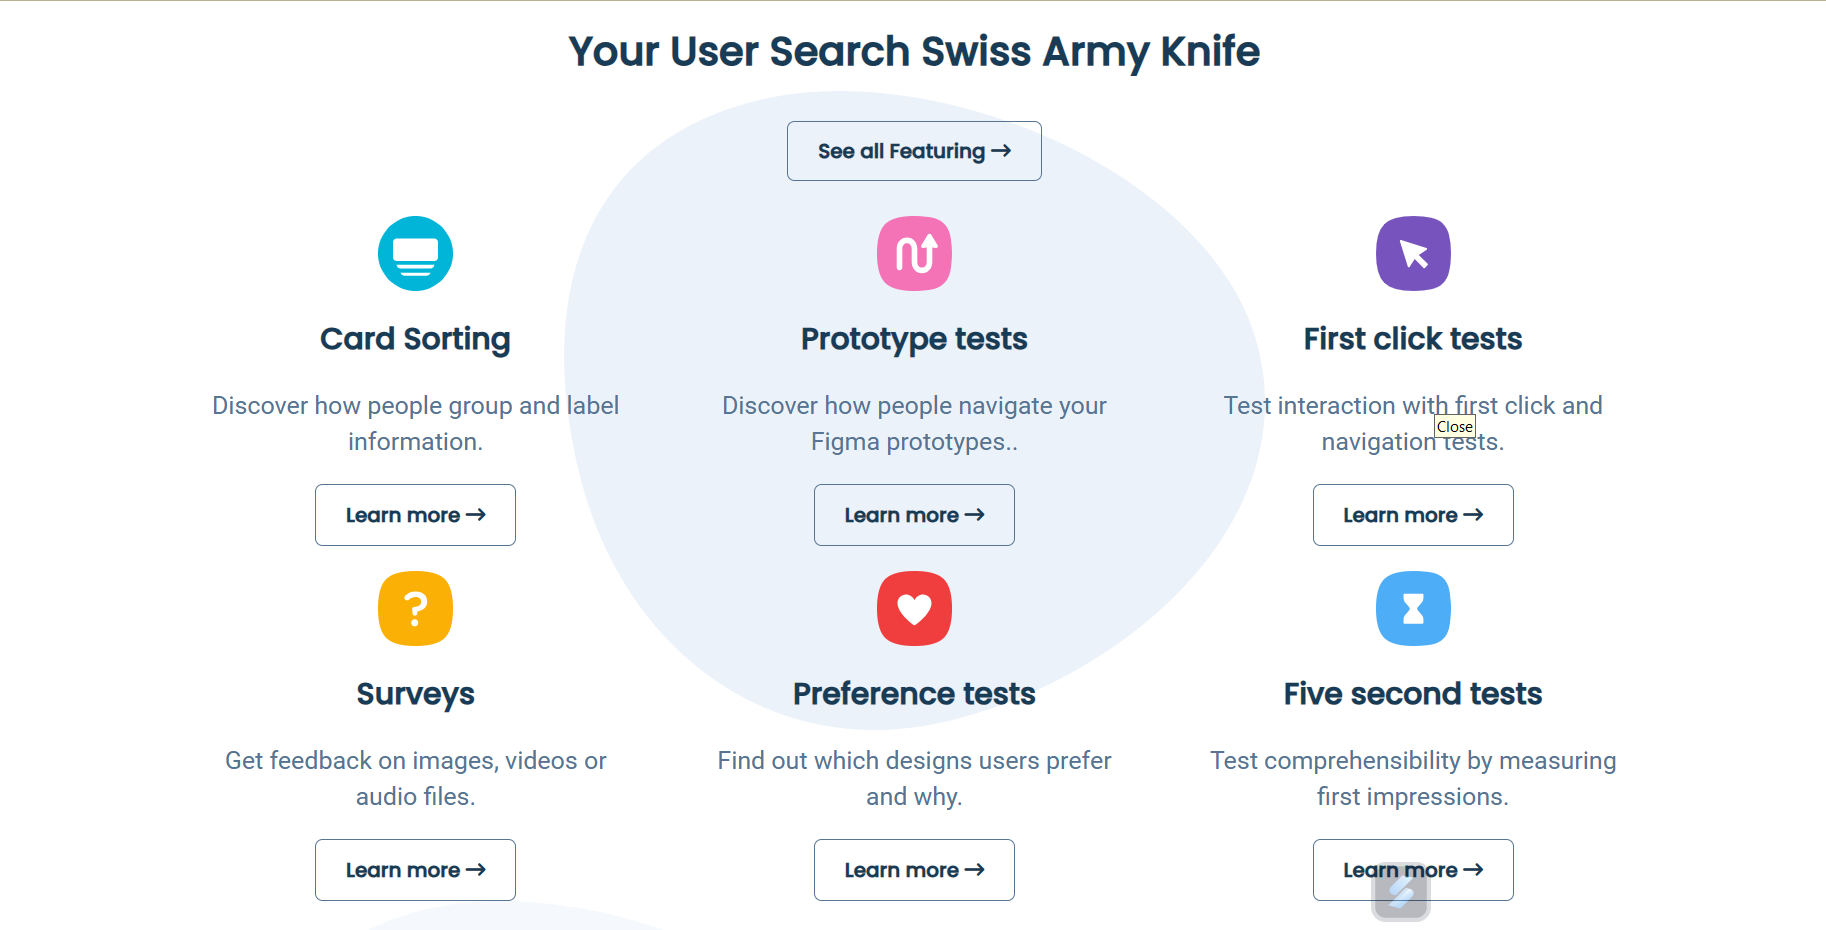 Your User Search Swiss Army Knife
See all Featuring →
Card Sorting
Discover how people group and label
information.
Learn more →
Prototype tests
Discover how people navigate your
Figma prototypes..
Learn more →
First click tests
Test interaction with first click and
navigation tests.
Close
Learn more →
?
Surveys
Get feedback on images, videos or
audio files.
Learn more →
Preference tests
Find out which designs users prefer
and why.
Learn more →
Five second tests
Test comprehensibility by measuring
first impressions.
Learn more →